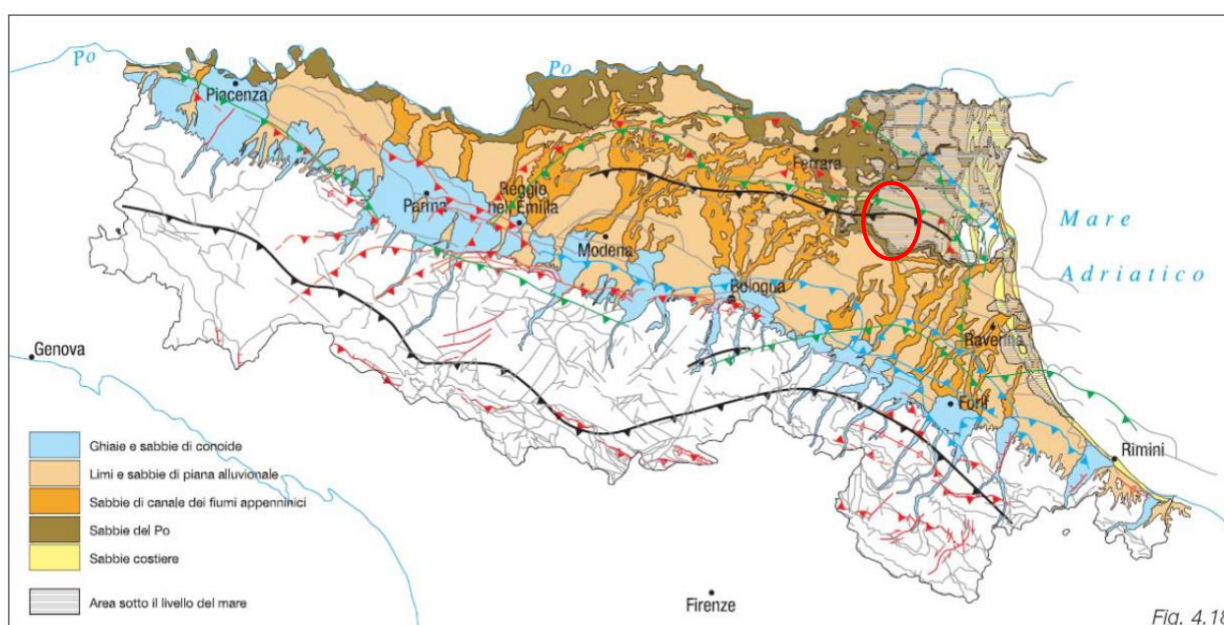 Po
Po
Piacenza
Ferrara
Parma
Reggio
nell'Emilia
Modena
Mare
Adriatico
Bologna
Genova
Ravenna
Forlì
Rimini
Ghiaie e sabbie di conoide
Limi e sabbie di piana alluvionale
Sabbie di canale dei fiumi appenninici
Sabbie del Po
Sabbie costiere
Area sotto il livello del mare
Firenze
Fig. 4.18